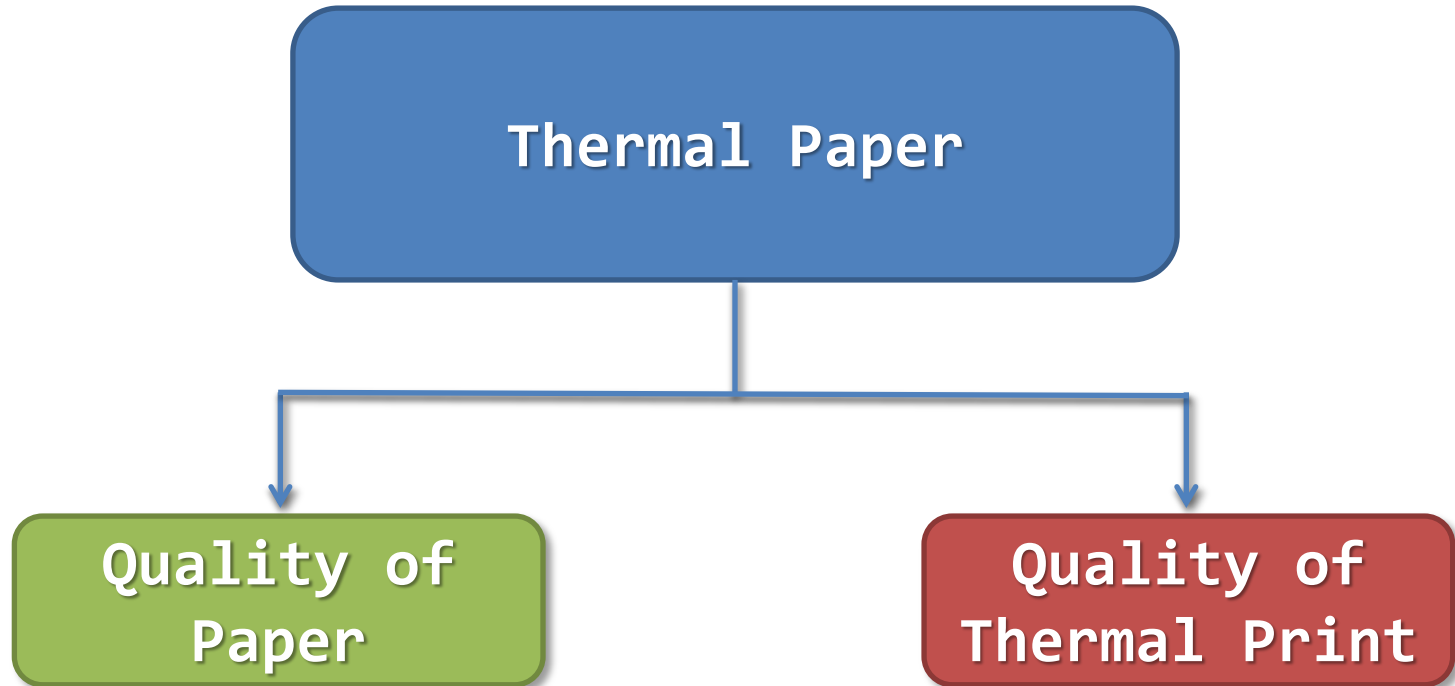 Thermal Paper
Quality of
Paper
Quality of
Thermal Print